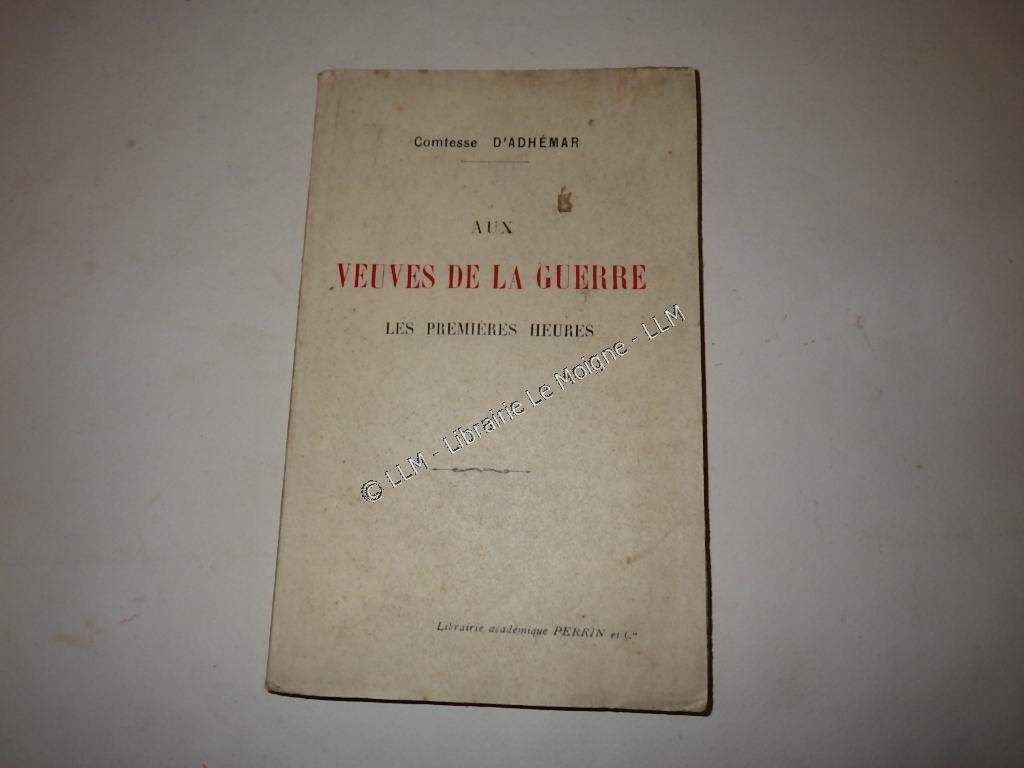 Comtesse D'ADHÉMAR
AUX
VEUVES DE LA GUERRE
LES PREMIÈRES HEURES
© LLM - Librairie Le Moigne - LLM
Librairie académique PERRIN et Cie